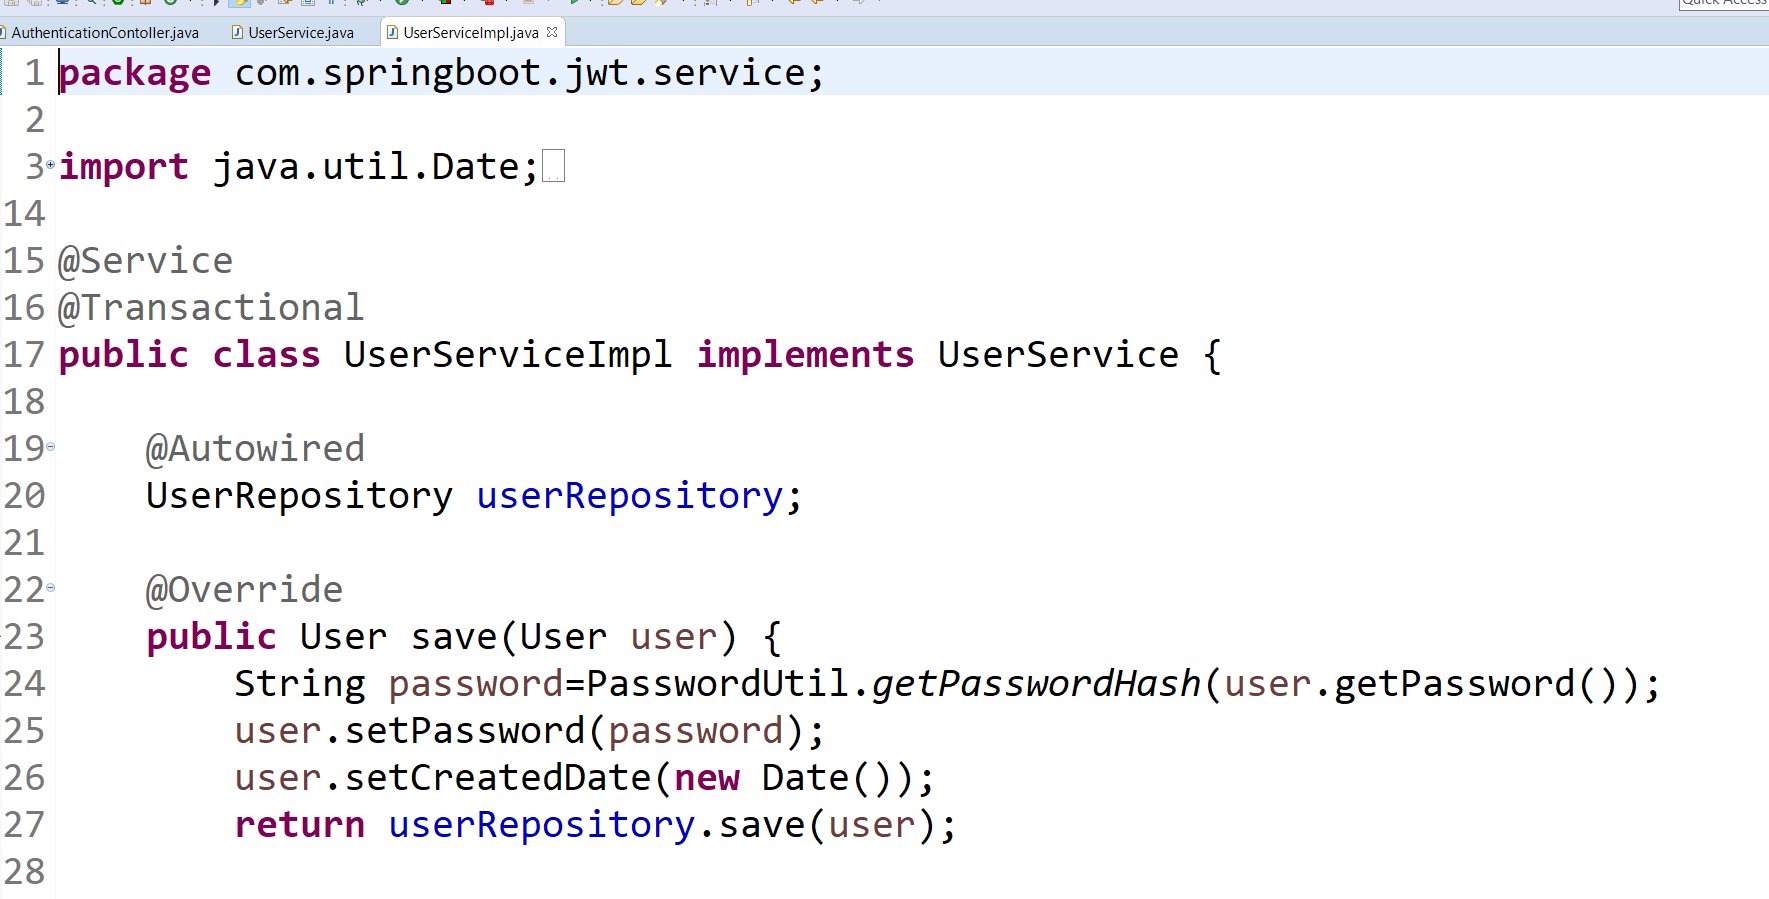 Quick Access
AuthenticationContoller.java UserService.java UserServiceImpl.java
1 package com.springboot.jwt.service;
2
3 import java.util.Date;
14
15 @Service
16 @Transactional
17 public class UserServiceImpl implements UserService {
18
19 @Autowired
20 UserRepository userRepository;
21
22 @Override
23 public User save(User user) {
24 String password=PasswordUtil.getPasswordHash(user.getPassword());
25 user.setPassword(password);
26 user.setCreatedDate(new Date());
27 return userRepository.save(user);
28